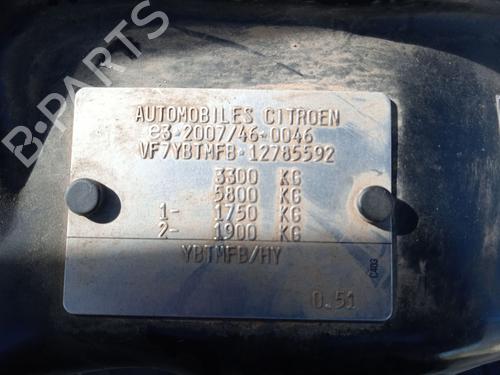 B-PARTS
AUTOMOBILES CITROEN
e3*2007/46*0046
VF7YBTMFB*12785592
3300 KG
5800 KG
1- 1750 KG
2- 1900 KG
YBTMFB/HY
C403
0.51